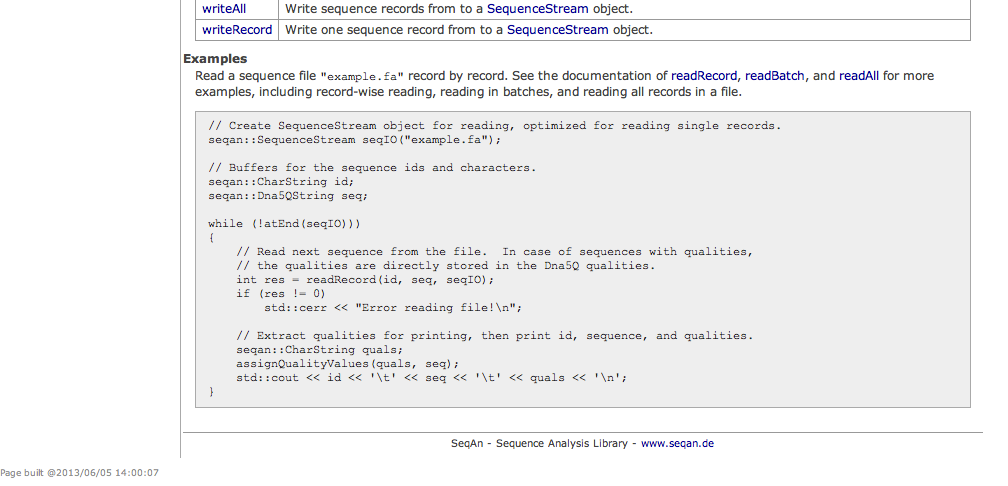 writeAll Write sequence records from to a SequenceStream object.
writeRecord Write one sequence record from to a SequenceStream object.
Examples
Read a sequence file "example.fa" record by record. See the documentation of readRecord, readBatch, and readAll for more
examples, including record-wise reading, reading in batches, and reading all records in a file.
// Create SequenceStream object for reading, optimized for reading single records.
seqan::SequenceStream seqIO("example.fa");
// Buffers for the sequence ids and characters.
seqan::CharString id;
seqan::Dna5QString seq;
while (!atEnd(seqIO)))
{
// Read next sequence from the file.  In case of sequences with qualities,
// the qualities are directly stored in the Dna5Q qualities.
int res = readRecord(id, seq, seqIO);
if (res != 0)
std::cerr << "Error reading file!\n";
// Extract qualities for printing, then print id, sequence, and qualities.
seqan::CharString quals;
assignQualityValues(quals, seq);
std::cout << id << '\t' << seq << '\t' << quals << '\n';
}
SeqAn - Sequence Analysis Library - www.seqan.de
Page built @2013/06/05 14:00:07